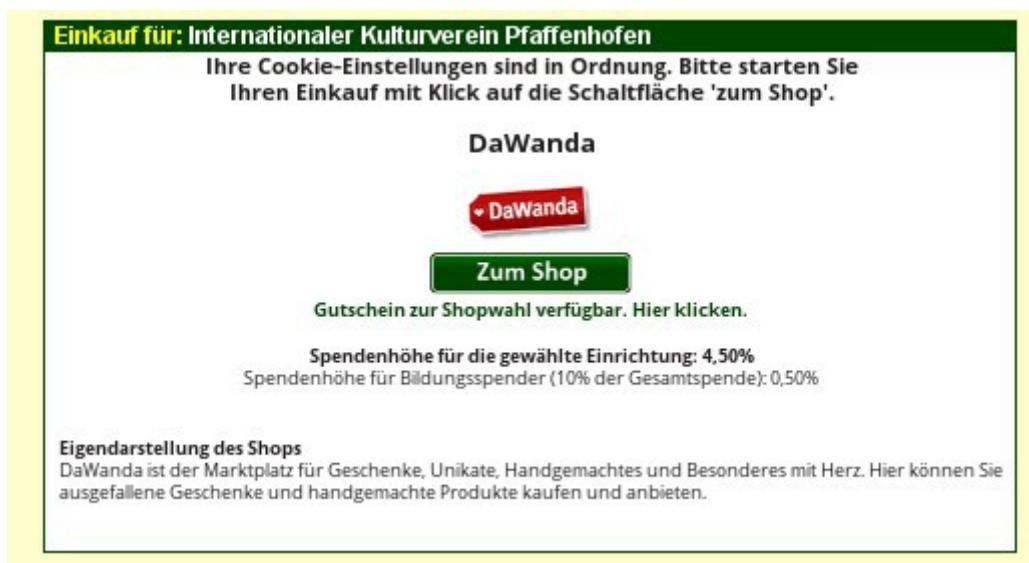 Einkauf für: Internationaler Kulturverein Pfaffenhofen
Ihre Cookie-Einstellungen sind in Ordnung. Bitte starten Sie
Ihren Einkauf mit Klick auf die Schaltfläche 'zum Shop'.
DaWanda
DaWanda
Zum Shop
Gutschein zur Shopwahl verfügbar. Hier klicken.
Spendenhöhe für die gewählte Einrichtung: 4,50%
Spendenhöhe für Bildungsspender (10% der Gesamtspende): 0,50%
Eigendarstellung des Shops
DaWanda ist der Marktplatz für Geschenke, Unikate, Handgemachtes und Besonderes mit Herz. Hier können Sie
ausgefallene Geschenke und handgemachte Produkte kaufen und anbieten.